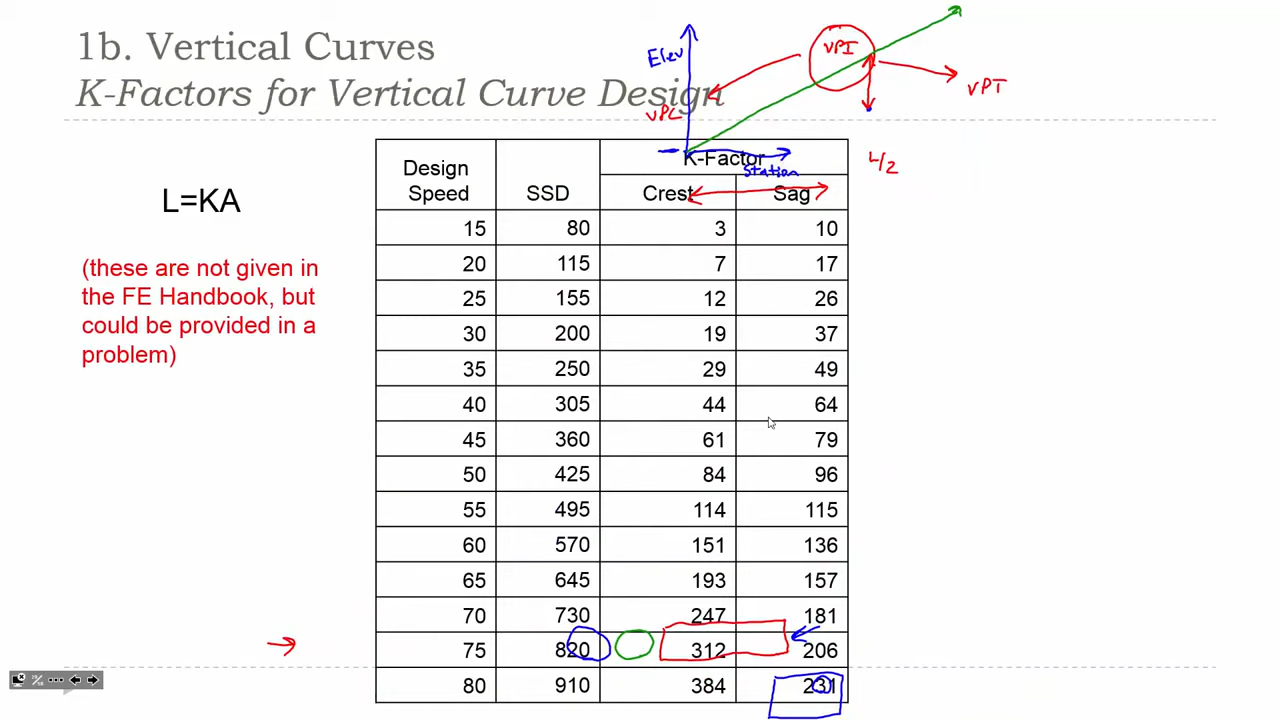 1b. Vertical Curves
K-Factors for Vertical Curve Design
Elev
VPI
VPC
VPT
L/2
Station
L=KA
(these are not given in
the FE Handbook, but
could be provided in a
problem)
Design Speed SSD K-Factor
Crest Sag
15 80 3 10
20 115 7 17
25 155 12 26
30 200 19 37
35 250 29 49
40 305 44 64
45 360 61 79
50 425 84 96
55 495 114 115
60 570 151 136
65 645 193 157
70 730 247 181
75 820 312 206
80 910 384 231